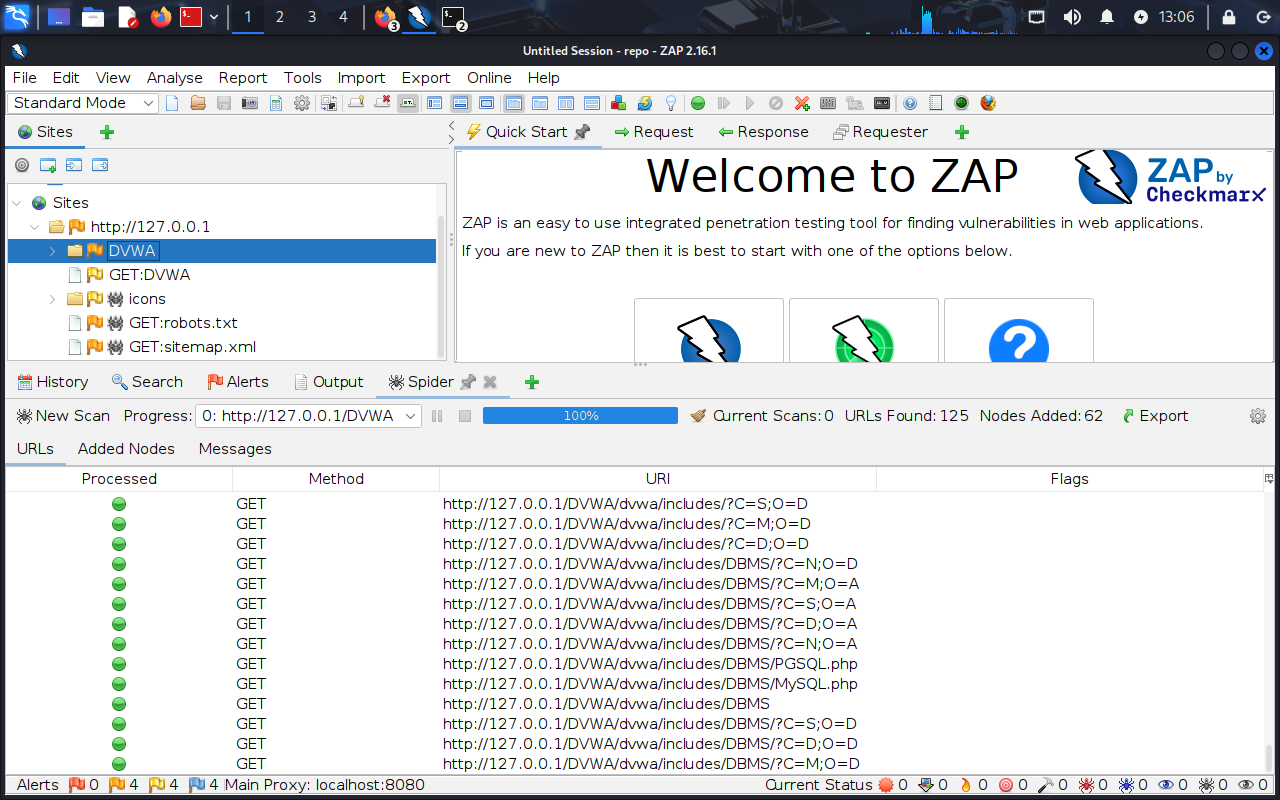 1 2 3 4 3 2 13:06
Untitled Session - repo - ZAP 2.16.1
File Edit View Analyse Report Tools Import Export Online Help
Standard Mode
Sites
Quick Start Request Response Requester
Sites
http://127.0.0.1
DVWA
GET:DVWA
icons
GET:robots.txt
GET:sitemap.xml
Welcome to ZAP
ZAP by Checkmarx
ZAP is an easy to use integrated penetration testing tool for finding vulnerabilities in web applications.
If you are new to ZAP then it is best to start with one of the options below.
History Search Alerts Output Spider
New Scan Progress: 0: http://127.0.0.1/DVWA 100% Current Scans: 0 URLs Found: 125 Nodes Added: 62 Export
URLs Added Nodes Messages
Processed Method URI Flags
GET http://127.0.0.1/DVWA/dvwa/includes/?C=S;O=D
GET http://127.0.0.1/DVWA/dvwa/includes/?C=M;O=D
GET http://127.0.0.1/DVWA/dvwa/includes/?C=D;O=D
GET http://127.0.0.1/DVWA/dvwa/includes/DBMS/?C=N;O=D
GET http://127.0.0.1/DVWA/dvwa/includes/DBMS/?C=M;O=A
GET http://127.0.0.1/DVWA/dvwa/includes/DBMS/?C=S;O=A
GET http://127.0.0.1/DVWA/dvwa/includes/DBMS/?C=D;O=A
GET http://127.0.0.1/DVWA/dvwa/includes/DBMS/?C=N;O=A
GET http://127.0.0.1/DVWA/dvwa/includes/DBMS/PGSQL.php
GET http://127.0.0.1/DVWA/dvwa/includes/DBMS/MySQL.php
GET http://127.0.0.1/DVWA/dvwa/includes/DBMS
GET http://127.0.0.1/DVWA/dvwa/includes/DBMS/?C=S;O=D
GET http://127.0.0.1/DVWA/dvwa/includes/DBMS/?C=D;O=D
GET http://127.0.0.1/DVWA/dvwa/includes/DBMS/?C=M;O=D
Alerts 0 4 4 4 Main Proxy: localhost:8080 Current Status 0 0 0 0 0 0 0 0 0 0